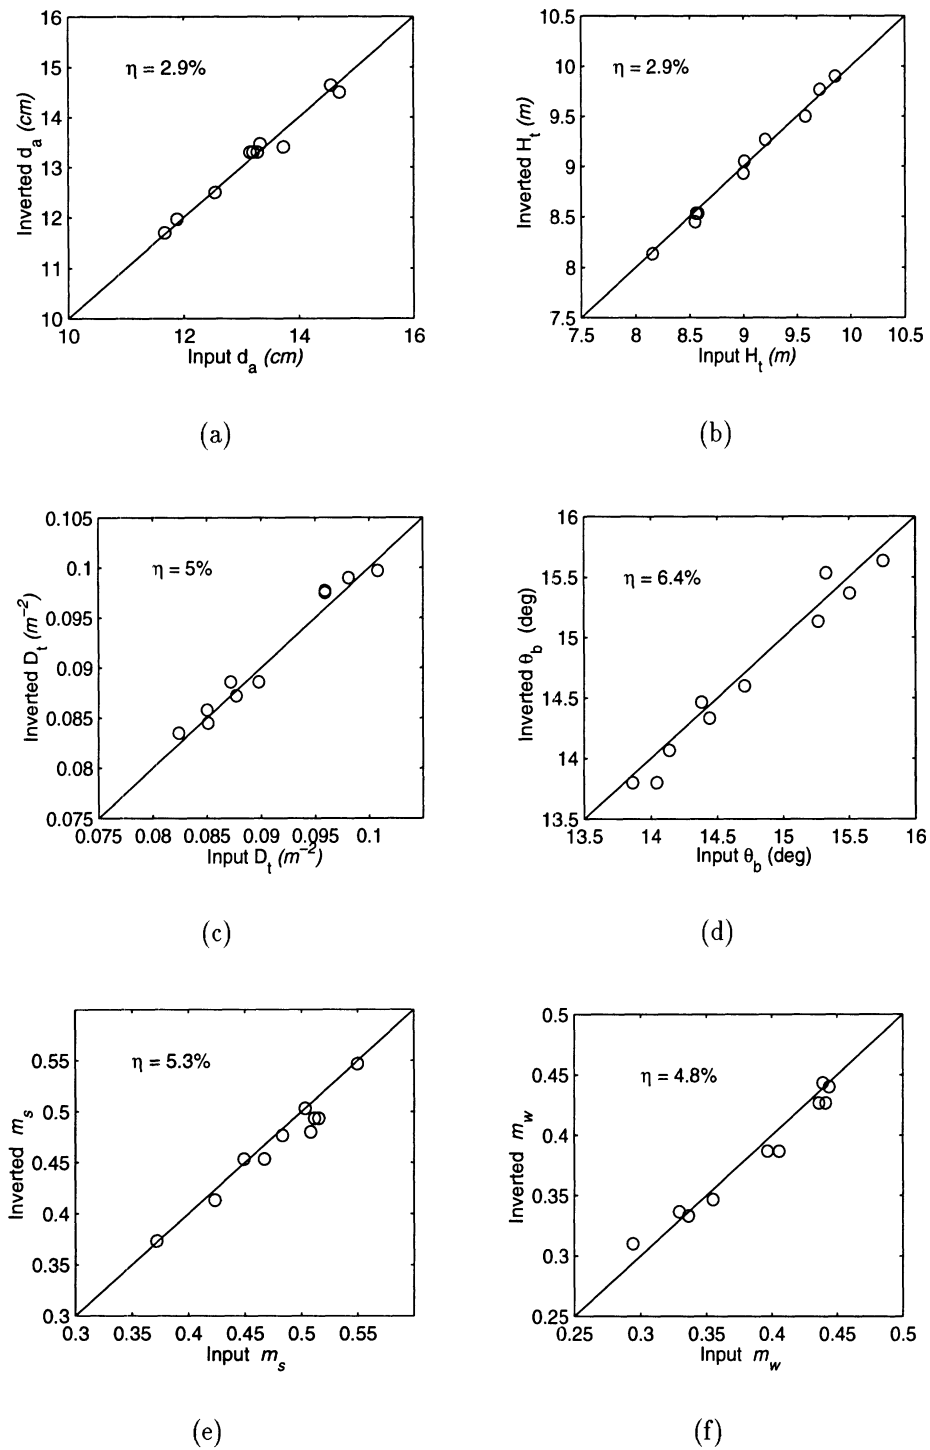 16
15
14
13
12
11
10
10 12 14 16
η = 2.9%
Inverted d_a (cm)
Input d_a (cm)
(a)
10.5
10
9.5
9
8.5
8
7.5
7.5 8 8.5 9 9.5 10 10.5
η = 2.9%
Inverted H_t (m)
Input H_t (m)
(b)
0.105
0.1
0.095
0.09
0.085
0.08
0.075
0.075 0.08 0.085 0.09 0.095 0.1
η = 5%
Inverted D_t (m⁻²)
Input D_t (m⁻²)
(c)
16
15.5
15
14.5
14
13.5
13.5 14 14.5 15 15.5 16
η = 6.4%
Inverted θ_b (deg)
Input θ_b (deg)
(d)
0.55
0.5
0.45
0.4
0.35
0.3
0.3 0.35 0.4 0.45 0.5 0.55
η = 5.3%
Inverted m_s
Input m_s
(e)
0.5
0.45
0.4
0.35
0.3
0.25
0.25 0.3 0.35 0.4 0.45 0.5
η = 4.8%
Inverted m_w
Input m_w
(f)